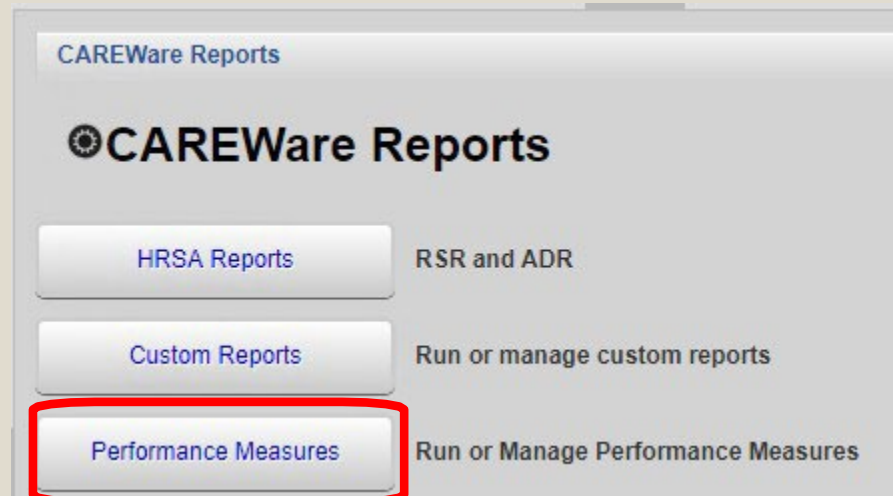 CAREWare Reports
CAREWare Reports
HRSA Reports RSR and ADR
Custom Reports Run or manage custom reports
Performance Measures Run or Manage Performance Measures